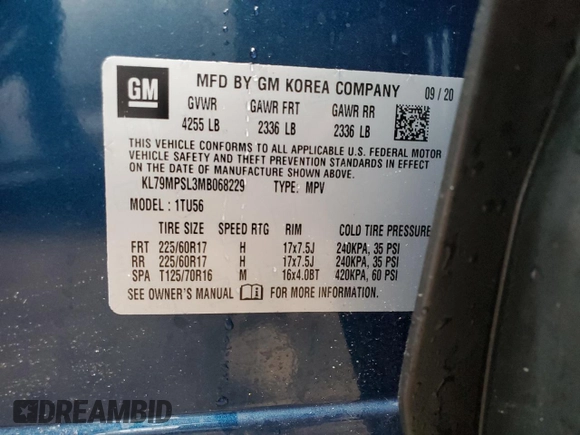 GM
MFD BY GM KOREA COMPANY 09 / 20
GVWR GAWR FRT GAWR RR
4255 LB 2336 LB 2336 LB
THIS VEHICLE CONFORMS TO ALL APPLICABLE U.S. FEDERAL MOTOR
VEHICLE SAFETY AND THEFT PREVENTION STANDARDS IN EFFECT
ON THE DATE OF MANUFACTURE SHOWN ABOVE.
KL79MPSL3MB068229 TYPE: MPV
MODEL: 1TU56
TIRE SIZE SPEED RTG RIM COLD TIRE PRESSURE
FRT 225/60R17 H 17x7.5J 240KPA, 35 PSI
RR 225/60R17 H 17x7.5J 240KPA, 35 PSI
SPA T125/70R16 M 16x4.0BT 420KPA, 60 PSI
SEE OWNER'S MANUAL FOR MORE INFORMATION.
DREAMBID